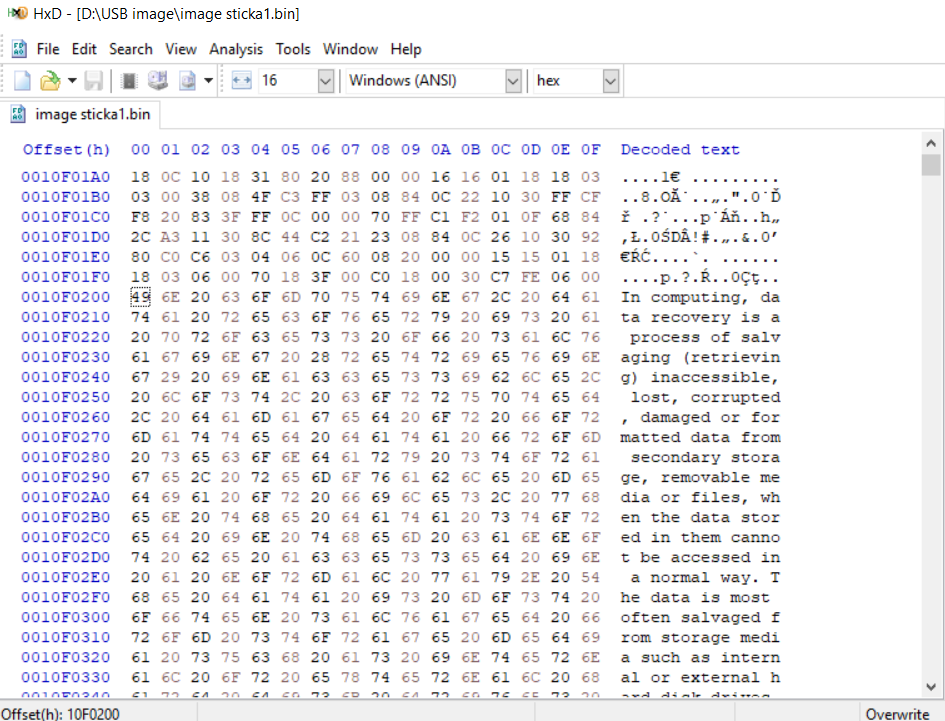 HxD - [D:\USB image\image sticka1.bin]
File Edit Search View Analysis Tools Window Help
16 Windows (ANSI) hex
image sticka1.bin
Offset(h) 00 01 02 03 04 05 06 07 08 09 0A 0B 0C 0D 0E 0F Decoded text
0010F01A0 18 0C 10 18 31 80 20 88 00 00 16 16 01 18 18 03 ....1€ .........
0010F01B0 03 00 38 08 4F C3 FF 03 08 84 0C 22 10 30 FF CF ..8.OĂ˙..„.".0˙Ď
0010F01C0 F8 20 83 3F FF 0C 00 00 70 FF C1 F2 01 0F 68 84 ř .?˙...p˙Áň..h„
0010F01D0 2C A3 11 30 8C 44 C2 21 23 08 84 0C 26 10 30 92 ,Ł.0ŚDÂ!#.„.&.0’
0010F01E0 80 C0 C6 03 04 06 0C 60 08 20 00 00 15 15 01 18 €ŔĆ....`. ......
0010F01F0 18 03 06 00 70 18 3F 00 C0 18 00 30 C7 FE 06 00 ....p.?.Ŕ..0Çţ..
0010F0200 49 6E 20 63 6F 6D 70 75 74 69 6E 67 2C 20 64 61 In computing, da
0010F0210 74 61 20 72 65 63 6F 76 65 72 79 20 69 73 20 61 ta recovery is a
0010F0220 20 70 72 6F 63 65 73 73 20 6F 66 20 73 61 6C 76 process of salv
0010F0230 61 67 69 6E 67 20 28 72 65 74 72 69 65 76 69 6E aging (retrievin
0010F0240 67 29 20 69 6E 61 63 63 65 73 73 69 62 6C 65 2C g) inaccessible,
0010F0250 20 6C 6F 73 74 2C 20 63 6F 72 72 75 70 74 65 64 lost, corrupted
0010F0260 2C 20 64 61 6D 61 67 65 64 20 6F 72 20 66 6F 72 , damaged or for
0010F0270 6D 61 74 74 65 64 20 64 61 74 61 20 66 72 6F 6D matted data from
0010F0280 20 73 65 63 6F 6E 64 61 72 79 20 73 74 6F 72 61 secondary stora
0010F0290 67 65 2C 20 72 65 6D 6F 76 61 62 6C 65 20 6D 65 ge, removable me
0010F02A0 64 69 61 20 6F 72 20 66 69 6C 65 73 2C 20 77 68 dia or files, wh
0010F02B0 65 6E 20 74 68 65 20 64 61 74 61 20 73 74 6F 72 en the data stor
0010F02C0 65 64 20 69 6E 20 74 68 65 6D 20 63 61 6E 6E 6F ed in them canno
0010F02D0 74 20 62 65 20 61 63 63 65 73 73 65 64 20 69 6E t be accessed in
0010F02E0 20 61 20 6E 6F 72 6D 61 6C 20 77 61 79 2E 20 54 a normal way. T
0010F02F0 68 65 20 64 61 74 61 20 69 73 20 6D 6F 73 74 20 he data is most
0010F0300 6F 66 74 65 6E 20 73 61 6C 76 61 67 65 64 20 66 often salvaged f
0010F0310 72 6F 6D 20 73 74 6F 72 61 67 65 20 6D 65 64 69 rom storage medi
0010F0320 61 20 73 75 63 68 20 61 73 20 69 6E 74 65 72 6E a such as intern
0010F0330 61 6C 20 6F 72 20 65 78 74 65 72 6E 61 6C 20 68 al or external h
0010F0340 61 72 64 20 64 69 73 6B 20 64 72 69 76 65 73 20 ard disk drives
Offset(h): 10F0200 Overwrite